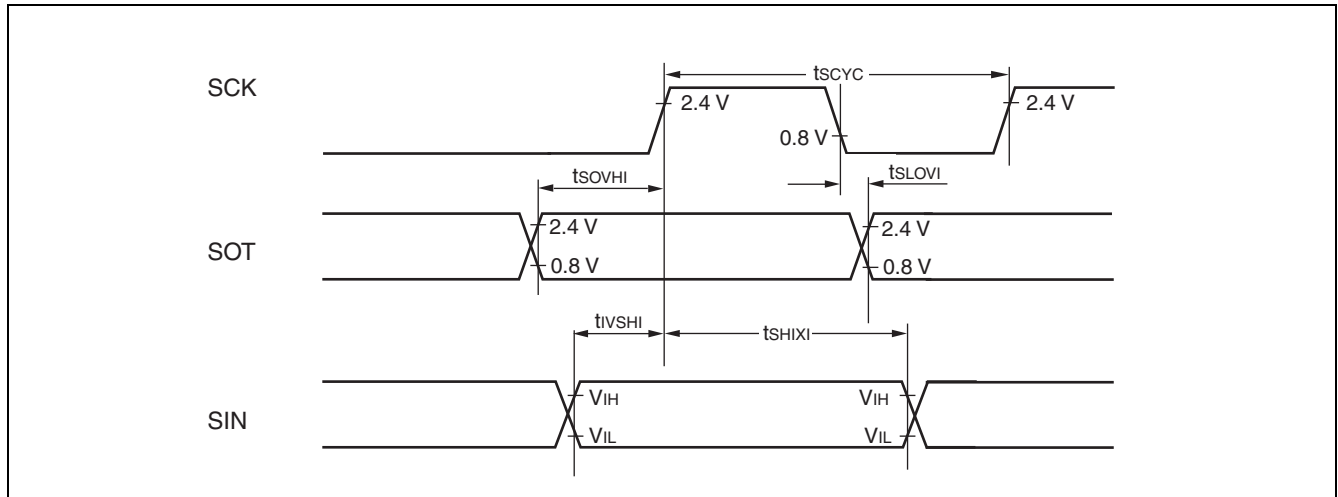 tSCYC
SCK
2.4 V
2.4 V
0.8 V
tSOVHI
tSLOVI
2.4 V
2.4 V
SOT
0.8 V
0.8 V
tIVSHI
tSHIXI
VIH
VIH
SIN
VIL
VIL